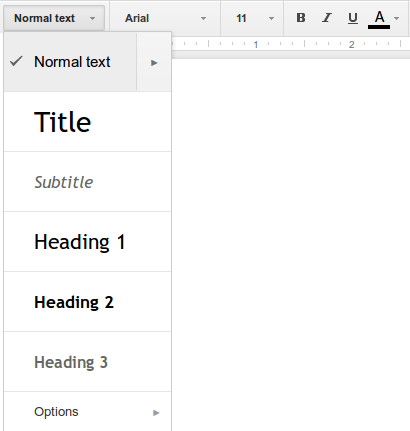 Normal text Arial 11 B I U A
1 2
Normal text
Title
Subtitle
Heading 1
Heading 2
Heading 3
Options